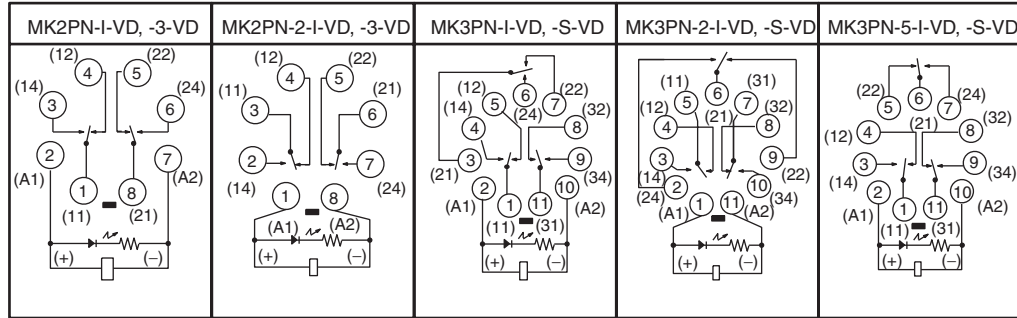 MK2PN-I-VD, -3-VD
MK2PN-2-I-VD, -3-VD
MK3PN-I-VD, -S-VD
MK3PN-2-I-VD, -S-VD
MK3PN-5-I-VD, -S-VD
(12) (22)
4 5
(14) (24)
3 6
2 7
(A1) 1 8 (A2)
(11) (21)
(+) (−)
(12) (22)
4 5
(11) (21)
3 6
2 7
(14) 1 8 (24)
(A1) (A2)
(+) (−)
6
(12) 5 (24) 7 (22)
(14) 4 8 (32)
3 9
(21) 2 10 (34)
(A1) 1 11 (A2)
(11) (31)
(+) (−)
6
(11) 5 7 (31)
(12) 4 (21) 8 (32)
3 9
(14) 2 10 (22)
(24) 1 11 (34)
(A1) (A2)
(+) (−)
6
(22) 5 7 (24)
(12) 4 (21) 8 (32)
3 9
(14) 2 10 (34)
(A1) 1 11 (A2)
(11) (31)
(+) (−)